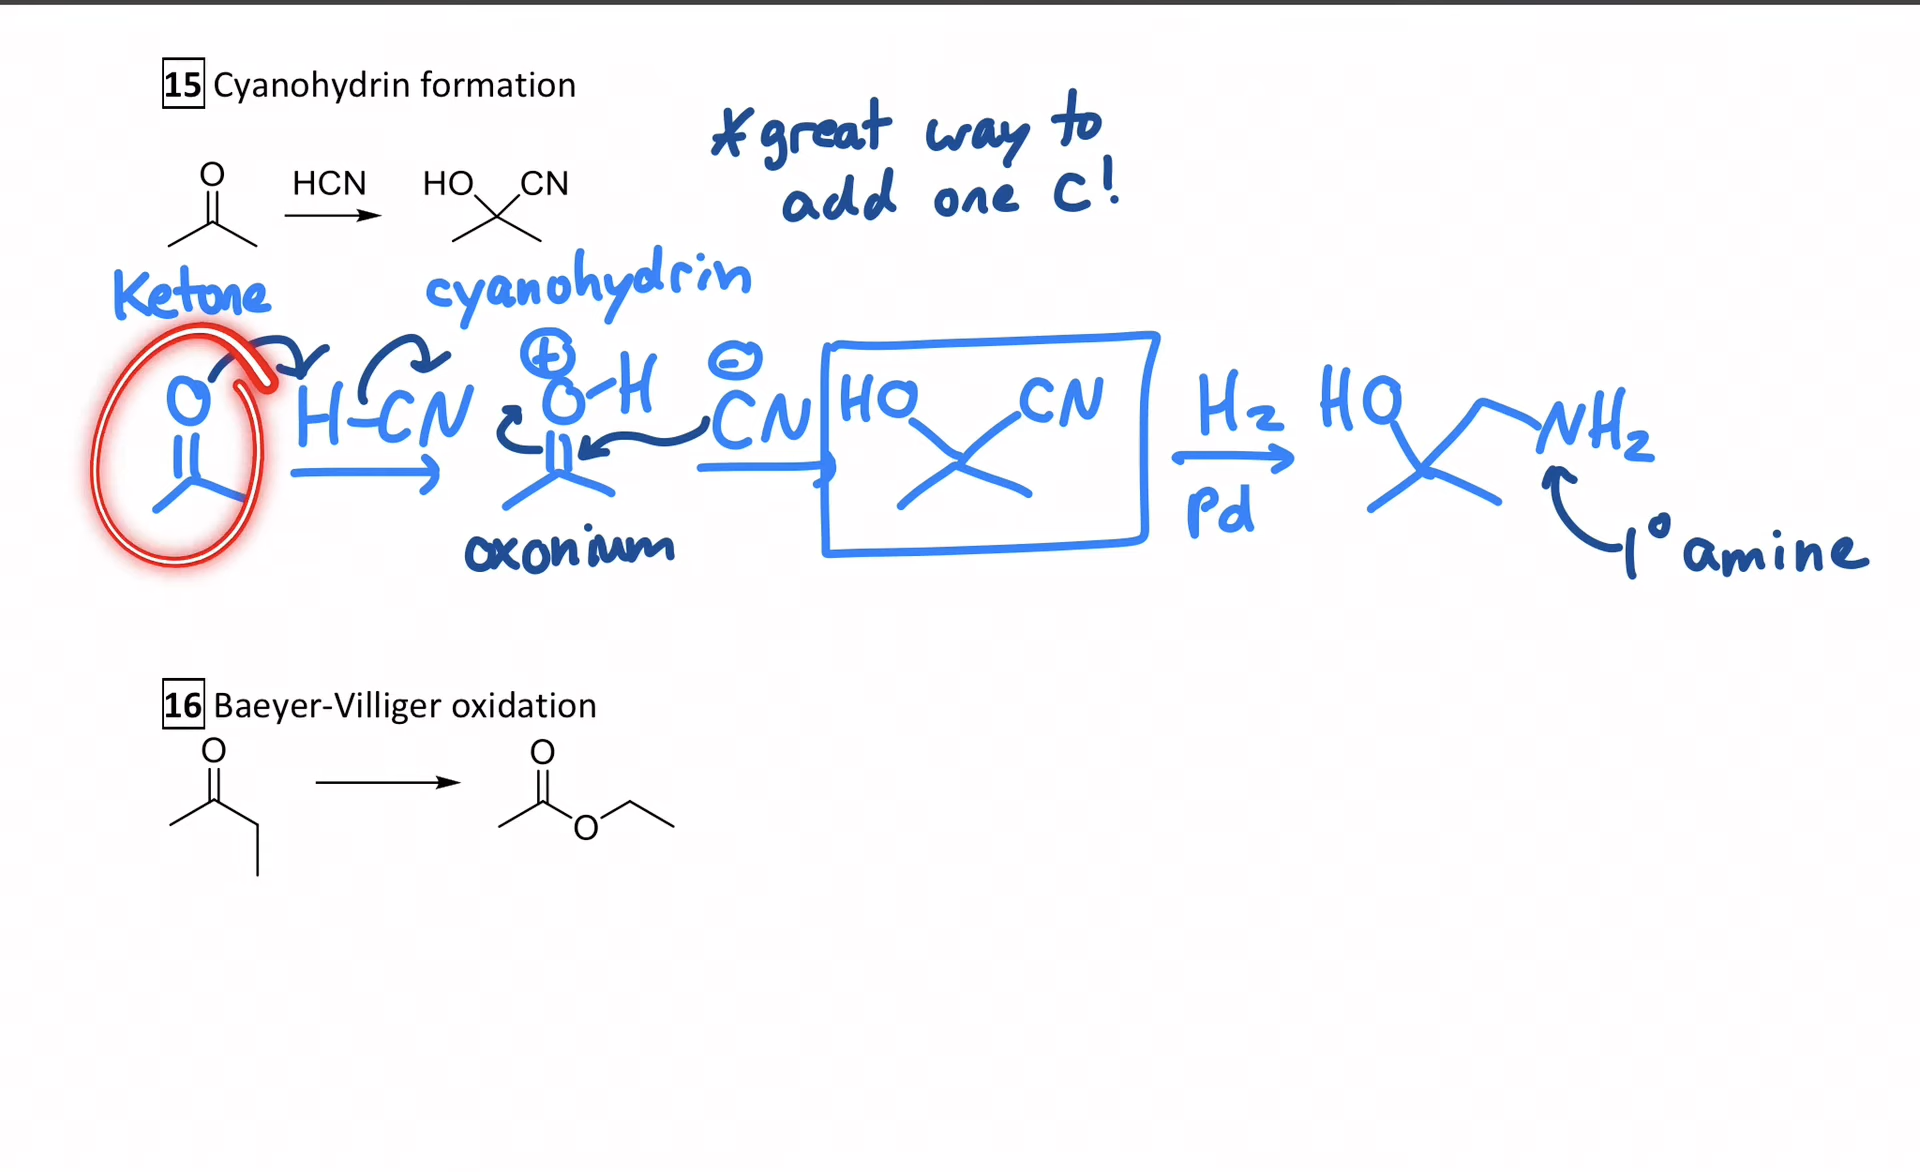 15 Cyanohydrin formation
*great way to
add one C!
O HCN HO CN
Ketone cyanohydrin
O H-CN ⊕ O-H ⊖ CN HO CN H2 Pd HO NH2
oxonium
1° amine
16 Baeyer-Villiger oxidation
O O
O